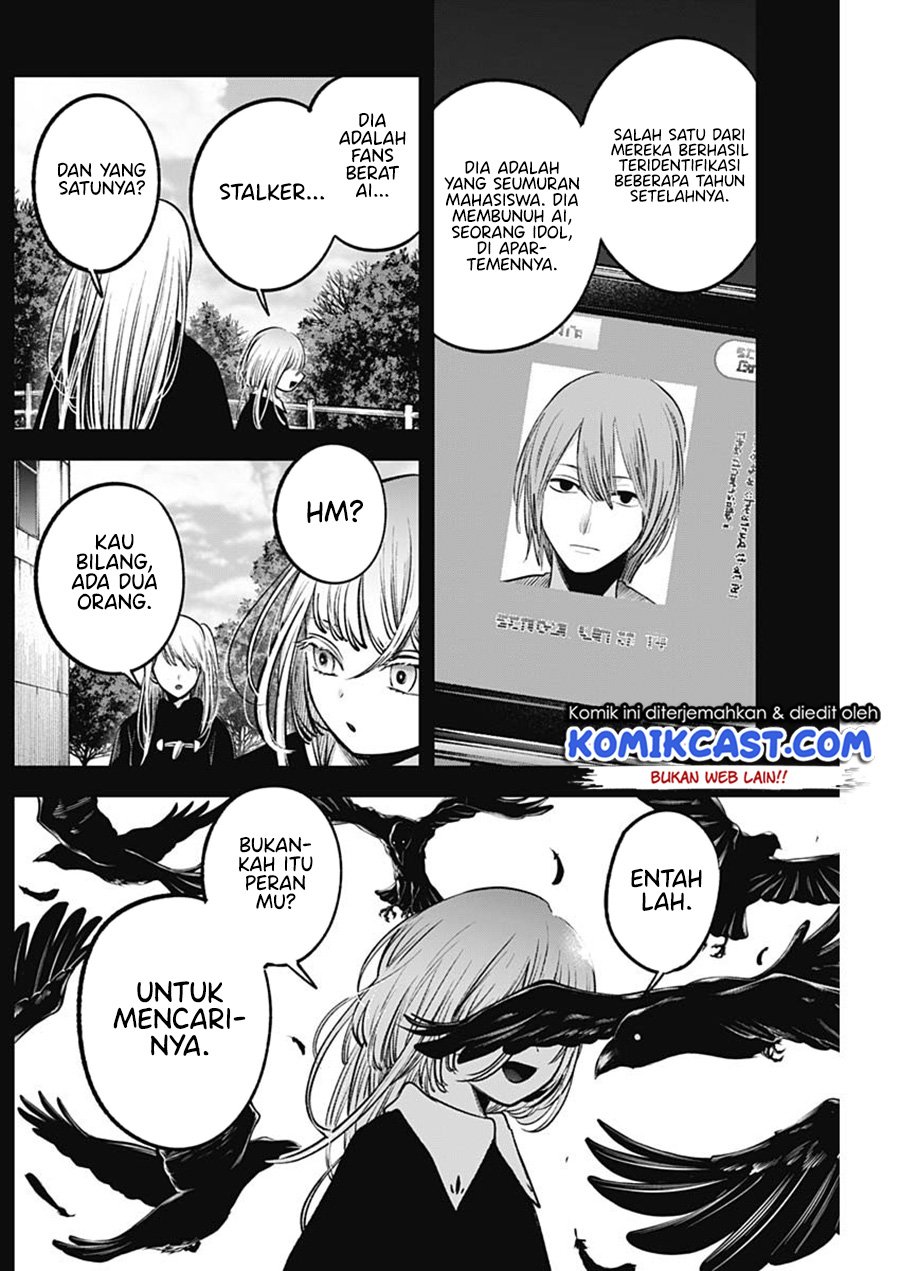 SALAH SATU DARI
MEREKA BERHASIL
TERIDENTIFIKASI
BEBERAPA TAHUN
SETELAHNYA.
DIA ADALAH
YANG SEUMURAN
MAHASISWA. DIA
MEMBUNUH AI,
SEORANG IDOL,
DI APAR-
TEMENNYA.
DIA
ADALAH
FANS
BERAT
AI...
STALKER...
DAN YANG
SATUNYA?
HM?
KAU
BILANG,
ADA DUA
ORANG.
Komik ini diterjemahkan & diedit oleh
KOMIKCAST.COM
BUKAN WEB LAIN!!
ENTAH
LAH.
BUKAN-
KAH ITU
PERAN
MU?
UNTUK
MENCARI-
NYA.